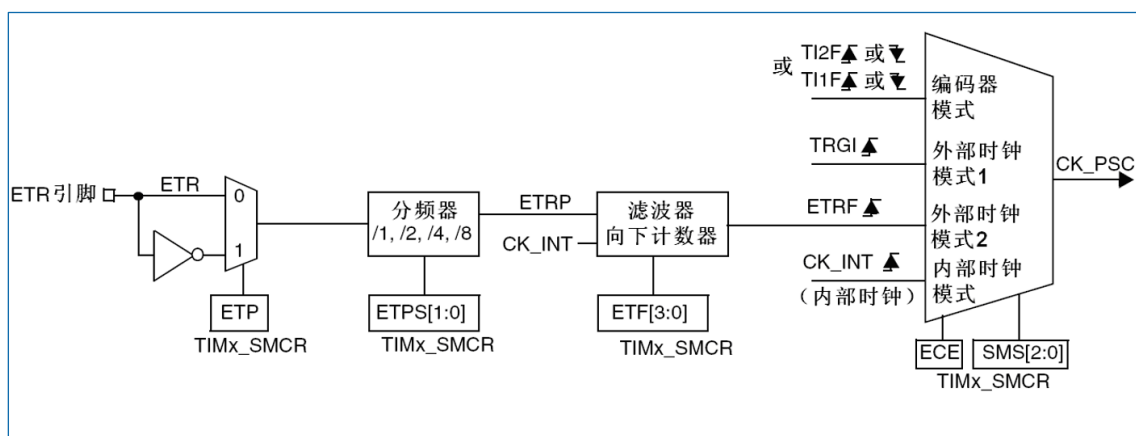 TI2F 或
或 TI1F 或
编码器
模式
TRGI
外部时钟
模式1
CK_PSC
ETR引脚
ETR
0
1
分频器
/1, /2, /4, /8
ETRP
CK_INT
滤波器
向下计数器
ETRF
外部时钟
模式2
CK_INT
（内部时钟）
内部时钟
模式
ETP
TIMx_SMCR
ETPS[1:0]
TIMx_SMCR
ETF[3:0]
TIMx_SMCR
ECE
SMS[2:0]
TIMx_SMCR